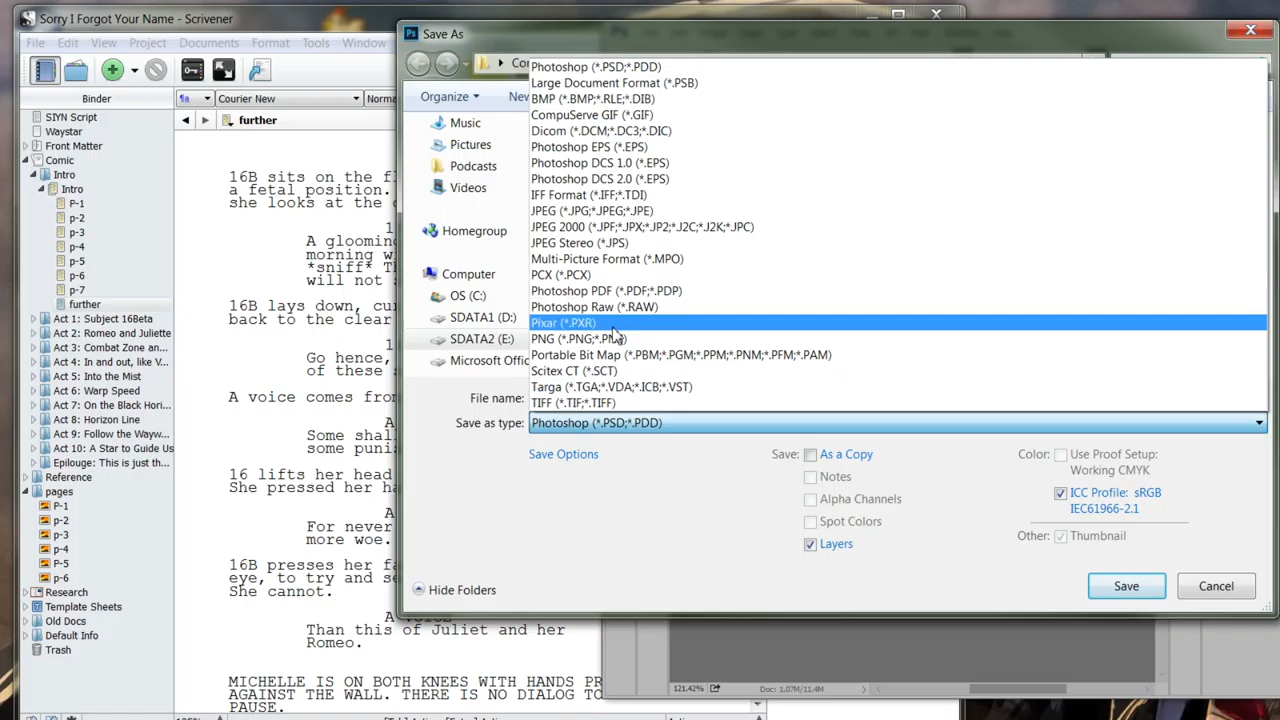 Sorry I Forgot Your Name - Scrivener
File Edit View Project Documents Format Tools Window
Binder
Courier New
further
SIYN Script
Waystar
Front Matter
Comic
Intro
Intro
P-1
p-2
p-3
p-4
p-5
p-6
p-7
further
Act 1: Subject 16Beta
Act 2: Romeo and Juliette
Act 3: Combat Zone an
Act 4: In and out, like V
Act 5: Into the Mist
Act 6: Warp Speed
Act 7: On the Black Hori
Act 8: Horizon Line
Act 9: Follow the Wayw
Act 10: A Star to Guide Us
Epilouge: This is just th
Reference
pages
P-1
p-2
p-3
p-4
P-5
p-6
Research
Template Sheets
Old Docs
Default Info
Trash
16B sits on the fl
a fetal position.
she looks at the
A glooming
morning
*sniff*
will not
16B lays down,
back to the clear
Go hence,
of these
A voice comes from
Some shal
some
16 lifts her head
She pressed her
For never
more woe.
16B presses her
eye, to try and
She cannot.
Than this of Juliet and her
Romeo.
MICHELLE IS ON BOTH KNEES WITH HANDS
AGAINST THE WALL. THERE IS NO DIALOG TO
PAUSE.
Ps Save As
Organize
Music
Pictures
Podcasts
Videos
Homegroup
Computer
OS (C:)
SDATA1 (D:)
SDATA2 (E:)
Microsoft Offic
Photoshop (*.PSD;*.PDD)
Large Document Format (*.PSB)
BMP (*.BMP;*.RLE;*.DIB)
CompuServe GIF (*.GIF)
Dicom (*.DCM;*.DC3;*.DIC)
Photoshop EPS (*.EPS)
Photoshop DCS 1.0 (*.EPS)
Photoshop DCS 2.0 (*.EPS)
IFF Format (*.IFF;*.TDI)
JPEG (*.JPG;*.JPEG;*.JPE)
JPEG 2000 (*.JPF;*.JPX;*.JP2;*.J2C;*.J2K;*.JPC)
JPEG Stereo (*.JPS)
Multi-Picture Format (*.MPO)
PCX (*.PCX)
Photoshop PDF (*.PDF;*.PDP)
Photoshop Raw (*.RAW)
Pixar (*.PXR)
PNG (*.PNG;
Portable Bit Map (*.PBM;*.PGM;*.PPM;*.PNM;*.PFM;*.PAM)
Scitex CT (*.SCT)
Targa (*.TGA;*.VDA;*.ICB;*.VST)
TIFF (*.TIF;*.TIFF)
File name:
Save as type: Photoshop (*.PSD;*.PDD)
Save Options
Save: As a Copy
Notes
Alpha Channels
Spot Colors
Layers
Color: Use Proof Setup:
Working CMYK
ICC Profile: sRGB
IEC61966-2.1
Other: Thumbnail
Hide Folders
Save Cancel
121.42% Doc: 1.07M/11.4M